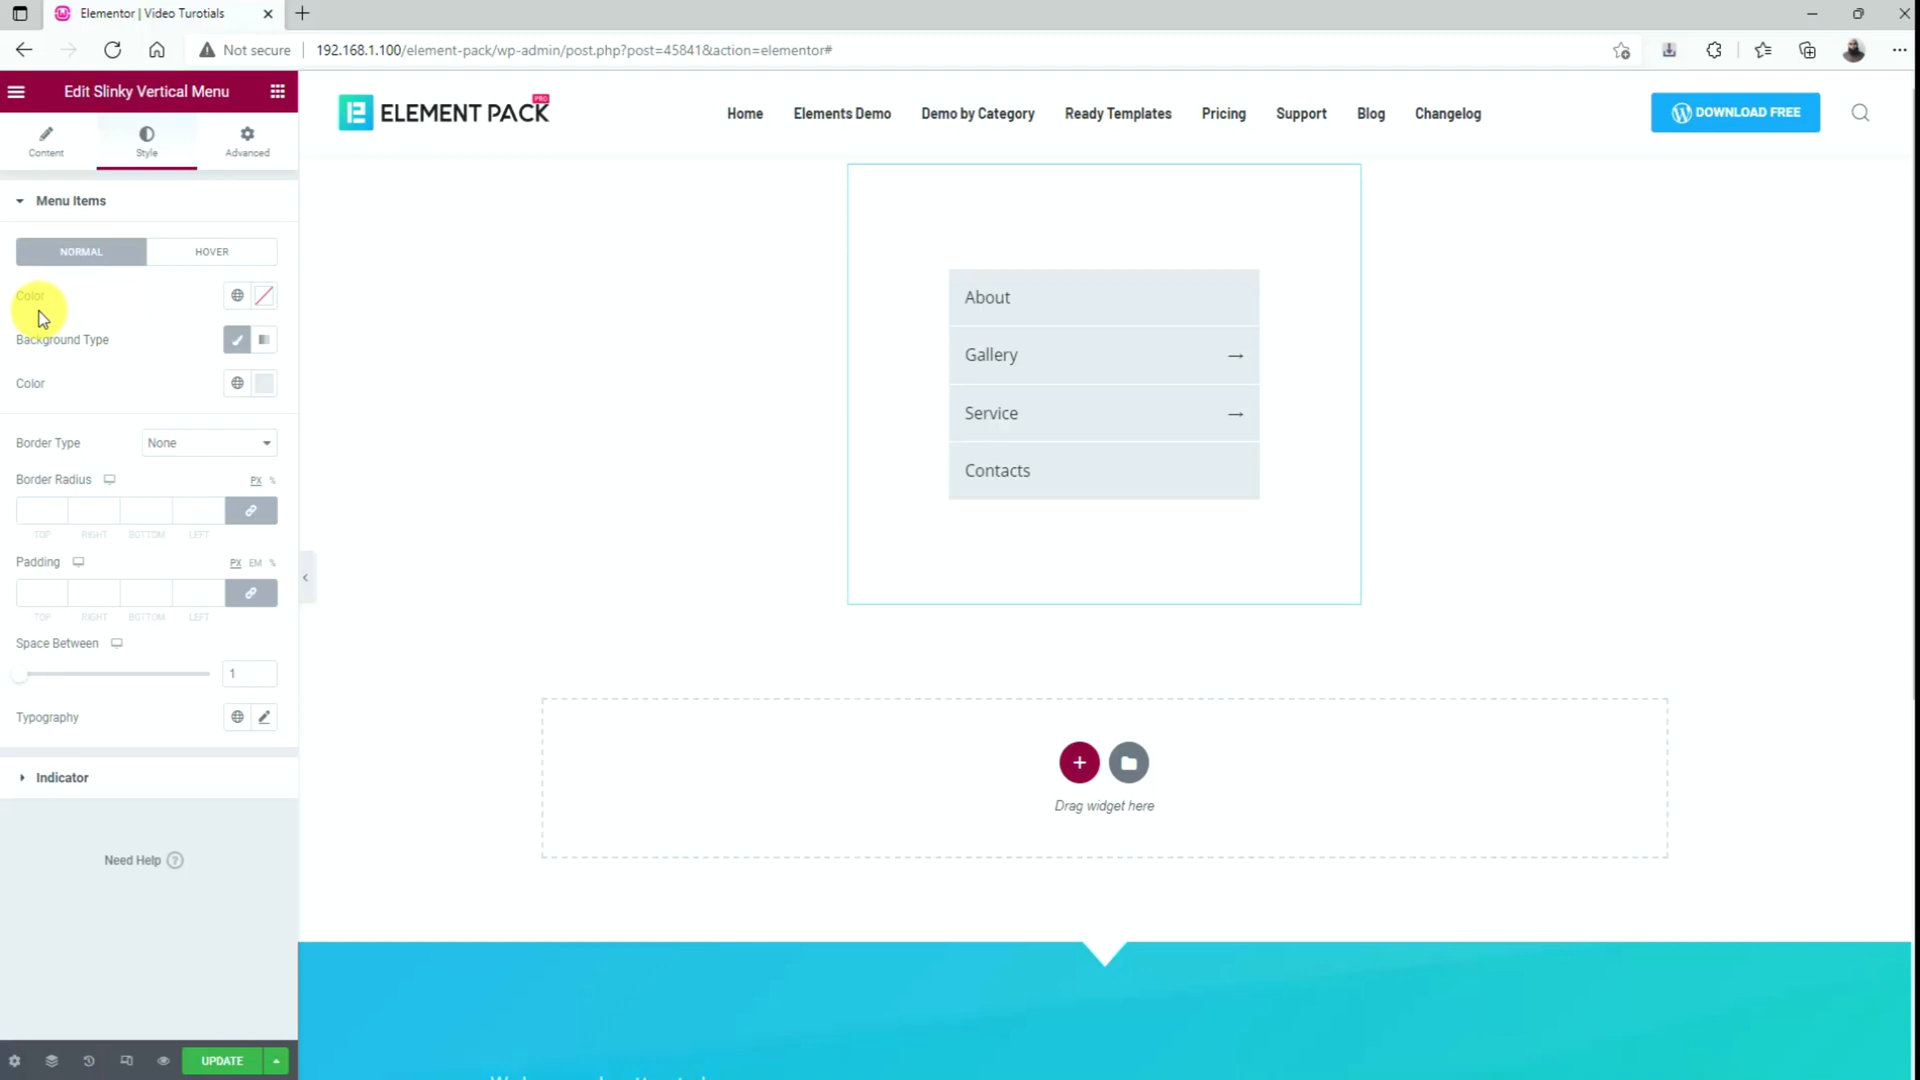 Elementor | Video Turotials
Not secure
192.168.1.100/element-pack/wp-admin/post.php?post=45841&action=elementor#
Edit Slinky Vertical Menu
Content
Style
Advanced
Menu Items
NORMAL
HOVER
Color
Background Type
Color
Border Type
None
Border Radius
PX %
TOP RIGHT BOTTOM LEFT
Padding
PX EM %
TOP RIGHT BOTTOM LEFT
Space Between
1
Typography
Indicator
Need Help
UPDATE
ELEMENT PACK
PRO
Home
Elements Demo
Demo by Category
Ready Templates
Pricing
Support
Blog
Changelog
DOWNLOAD FREE
About
Gallery
Service
Contacts
Drag widget here